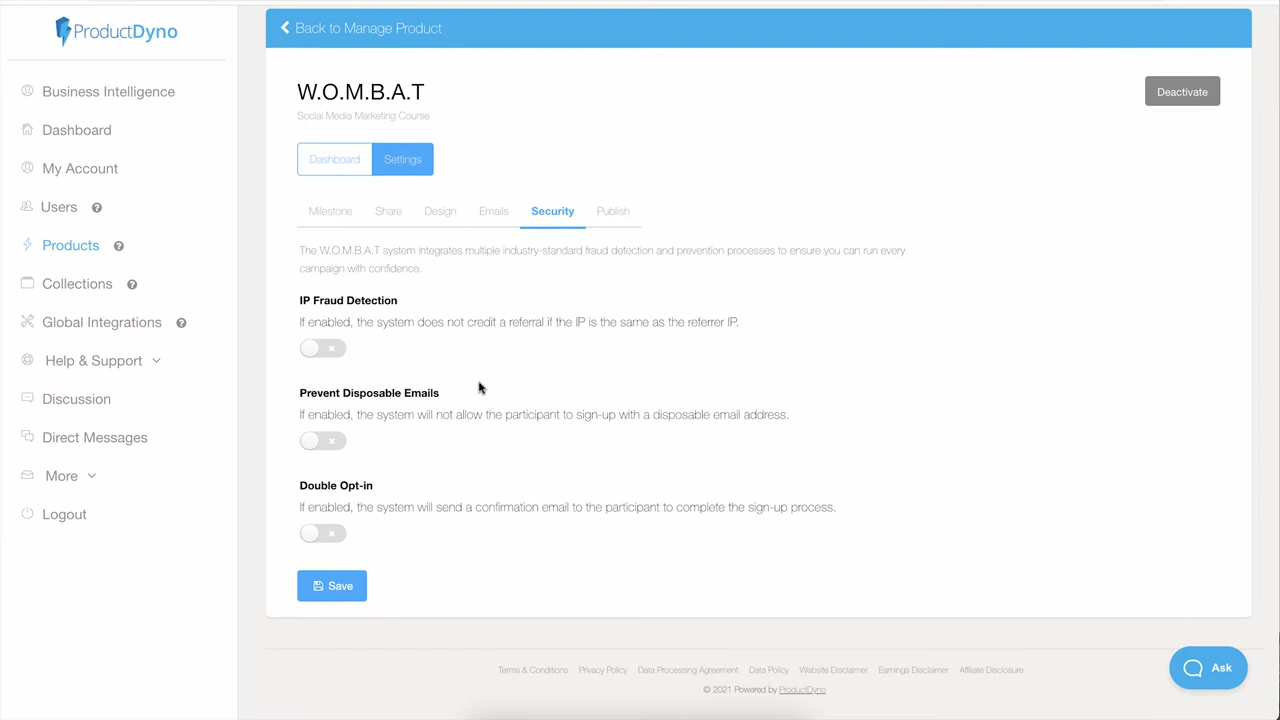 ProductDyno
Business Intelligence
Dashboard
My Account
Users
Products
Collections
Global Integrations
Help & Support
Discussion
Direct Messages
More
Logout
Back to Manage Product
W.O.M.B.A.T
Social Media Marketing Course
Deactivate
Dashboard Settings
Milestone Share Design Emails Security Publish
The W.O.M.B.A.T system integrates multiple industry-standard fraud detection and prevention processes to ensure you can run every
campaign with confidence.
IP Fraud Detection
If enabled, the system does not credit a referral if the IP is the same as the referrer IP.
Prevent Disposable Emails
If enabled, the system will not allow the participant to sign-up with a disposable email address.
Double Opt-in
If enabled, the system will send a confirmation email to the participant to complete the sign-up process.
Save
Terms & Conditions Privacy Policy Data Processing Agreement Data Policy Website Disclaimer Earnings Disclaimer Affiliate Disclosure
© 2021 Powered by ProductDyno
Ask